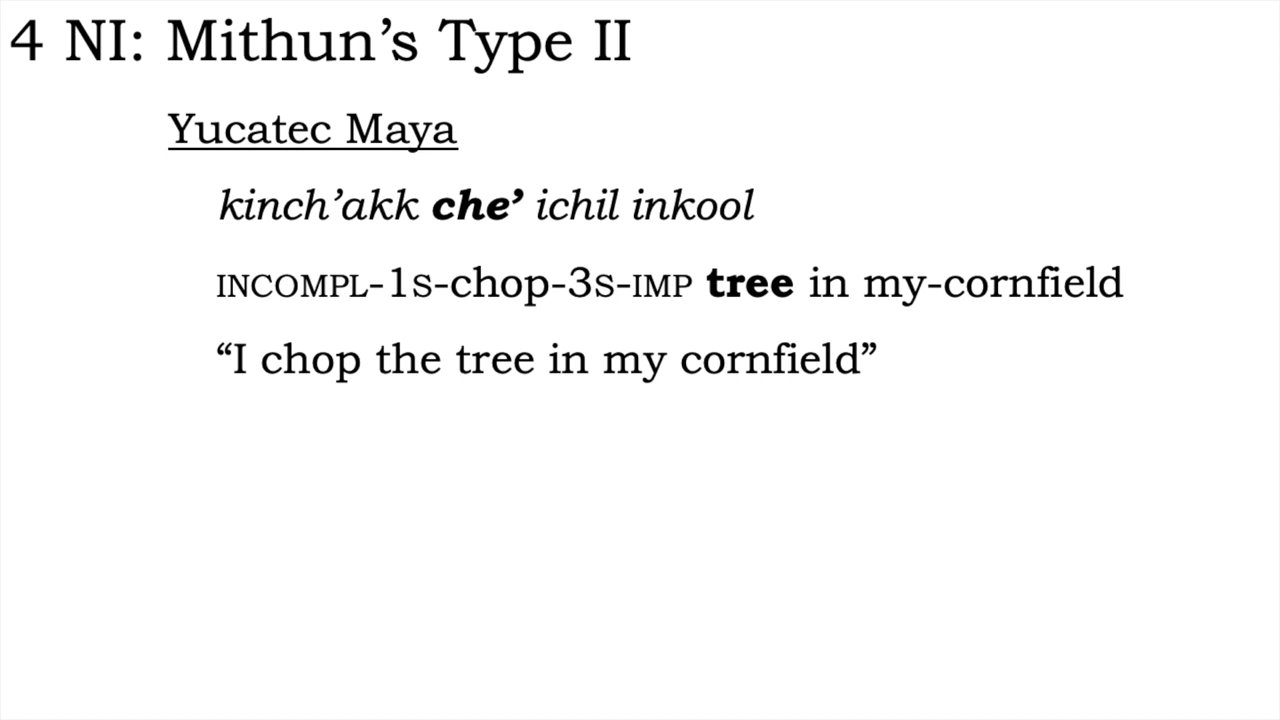 4 NI: Mithun’s Type II
Yucatec Maya
kinch’akk che’ ichil inkool
INCOMPL-1S-chop-3S-IMP tree in my-cornfield
“I chop the tree in my cornfield”